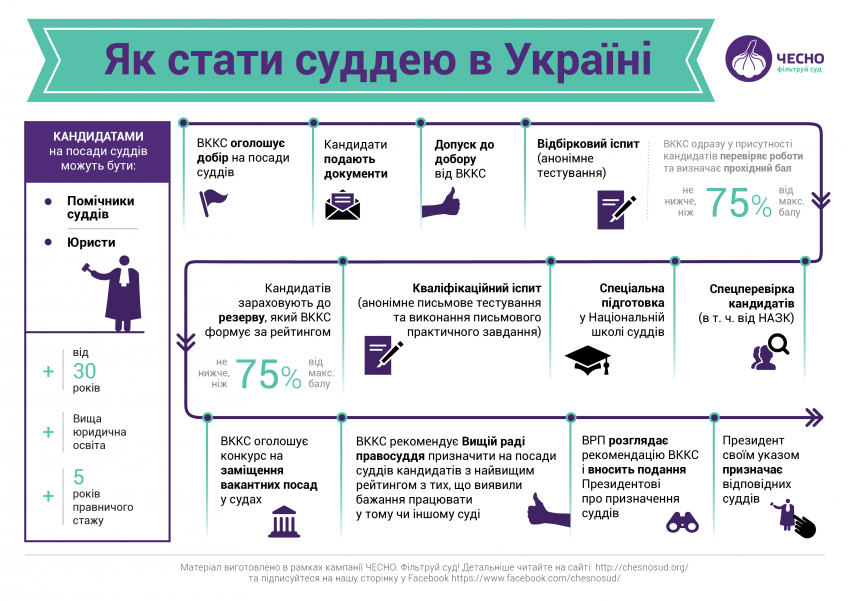 Як стати суддею в Україні
ЧЕСНО
фільтруй суд
КАНДИДАТАМИ
на посади суддів
можуть бути:
Помічники
суддів
Юристи
+ від
30
років
+ Вища
юридична
освіта
+ 5
років
правничого
стажу
ВККС оголошує
добір на посади
суддів
Кандидати
подають
документи
Допуск до
добору
від ВККС
Відбірковий іспит
(анонімне
тестування)
ВККС одразу у присутності
кандидатів перевіряє роботи
та визначає прохідний бал
не
нижче,
ніж
75%
від
макс.
балу
Спецперевірка
кандидатів
(в т. ч. від НАЗК)
Спеціальна
підготовка
у Національній
школі суддів
Кваліфікаційний іспит
(анонімне письмове тестування
та виконання письмового
практичного завдання)
Кандидатів
зараховують до
резерву, який ВККС
формує за рейтингом
не
нижче,
ніж
75%
від
макс.
балу
ВККС оголошує
конкурс на
заміщення
вакантних посад
у судах
ВККС рекомендує Вищій раді
правосуддя призначити на посади
суддів кандидатів з найвищим
рейтингом з тих, що виявили
бажання працювати
у тому чи іншому суді
ВРП розглядає
рекомендацію ВККС
і вносить подання
Президентові
про призначення
суддів
Президент
своїм указом
призначає
відповідних
суддів
Матеріал виготовлено в рамках кампанії ЧЕСНО. Фільтруй суд! Детальніше читайте на сайті: http://chesnosud.org/
та підписуйтеся на нашу сторінку у Facebook https://www.facebook.com/chesnosud/